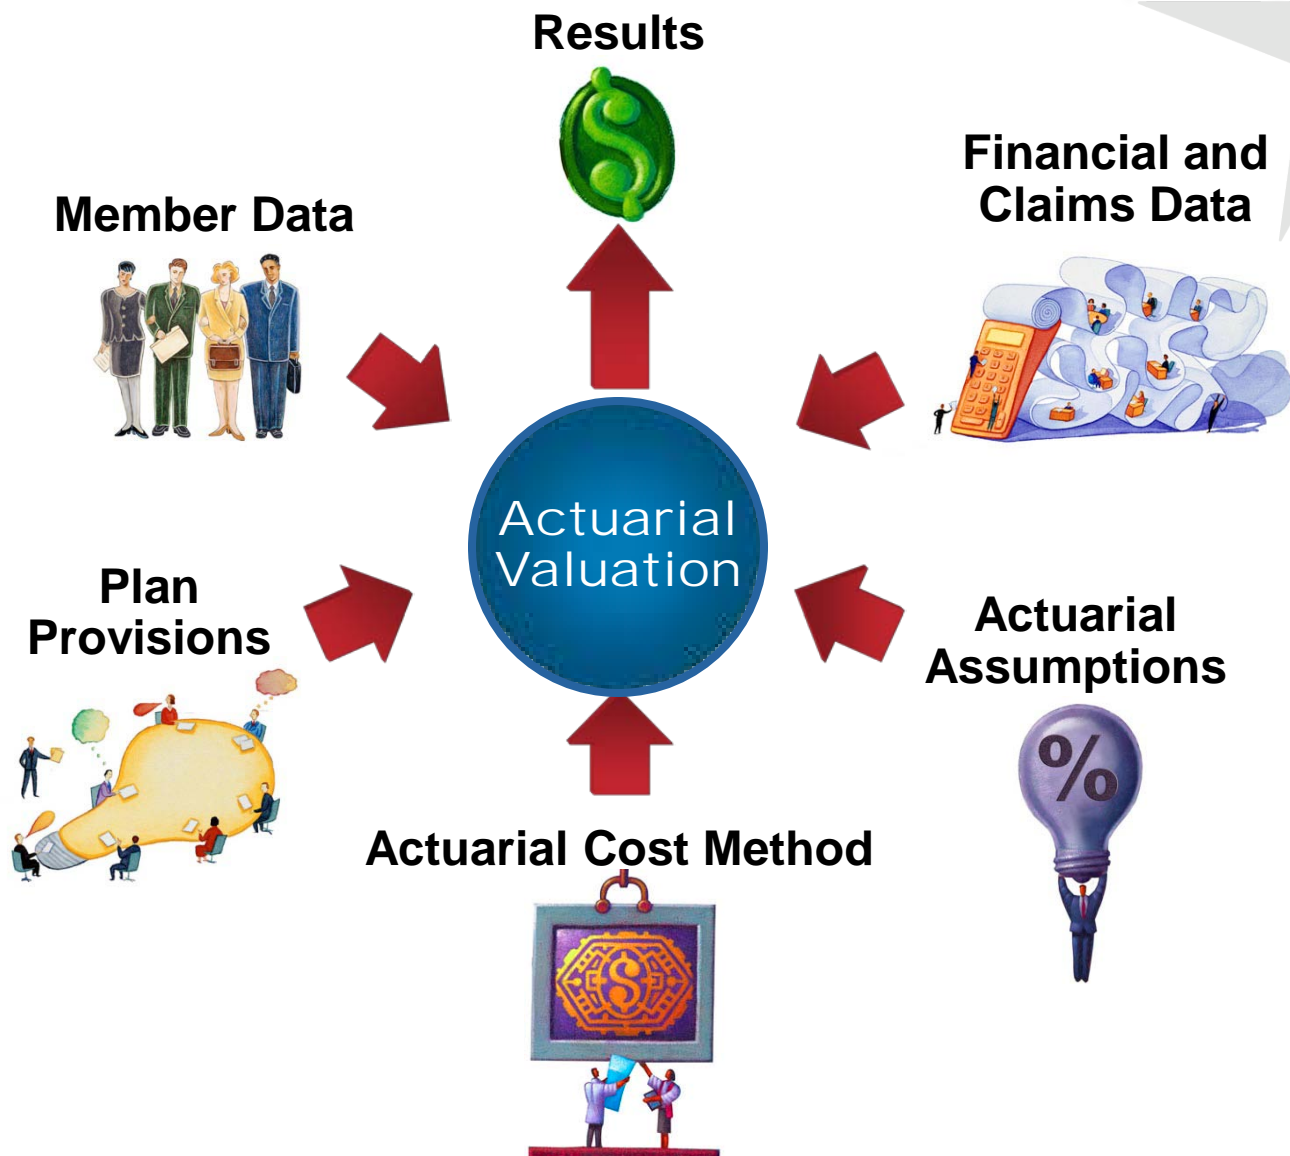 Results
Financial and
Claims Data
Member Data
Actuarial
Valuation
Plan
Provisions
Actuarial
Assumptions
%
Actuarial Cost Method
$